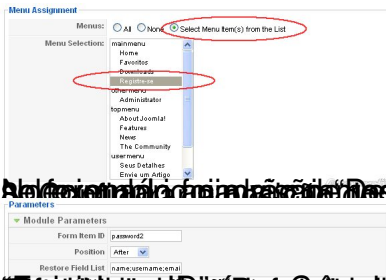 Menu Assignment
Menus: All None Select Menu Item(s) from the List
Menu Selection: mainmenu
Home
Favoritos
Downloads
Registre-se
othermenu
Administrator
topmenu
About Joomla!
Features
News
The Community
usermenu
Seus Detalhes
Envie um Artigo
Parameters
Module Parameters
Form Item ID password2
Position After
Restore Field List name;username;emai